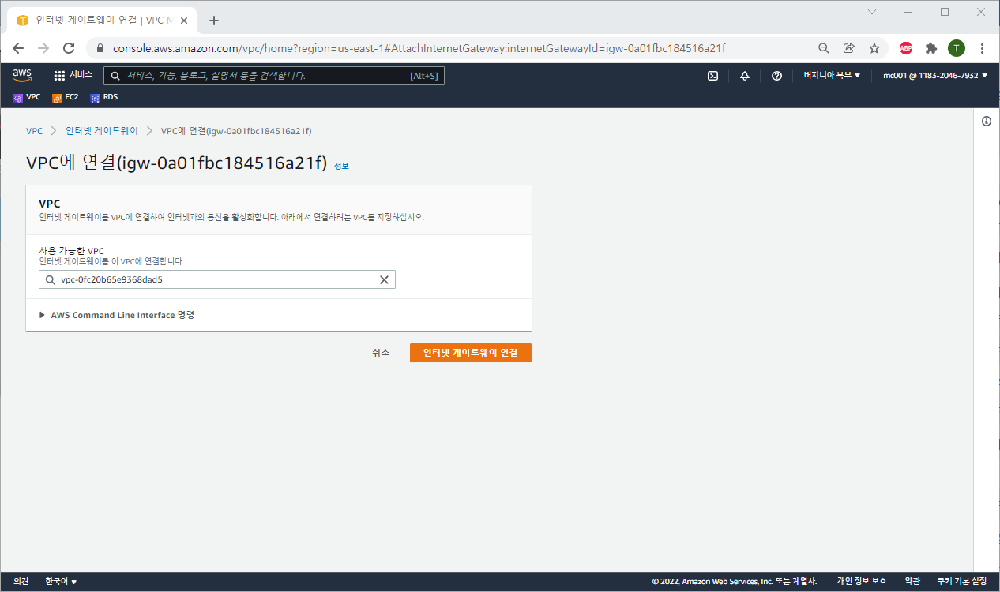 인터넷 게이트웨이 연결 | VPC M
console.aws.amazon.com/vpc/home?region=us-east-1#AttachInternetGateway:internetGatewayId=igw-0a01fbc184516a21f
ABP
T
aws
서비스
서비스, 기능, 블로그, 설명서 등을 검색합니다.
[Alt+S]
버지니아 북부
mc001 @ 1183-2046-7932
VPC
EC2
RDS
VPC
인터넷 게이트웨이
VPC에 연결(igw-0a01fbc184516a21f)
VPC에 연결(igw-0a01fbc184516a21f) 정보
VPC
인터넷 게이트웨이를 VPC에 연결하여 인터넷과의 통신을 활성화합니다. 아래에서 연결하려는 VPC를 지정하십시오.
사용 가능한 VPC
인터넷 게이트웨이를 이 VPC에 연결합니다.
vpc-0fc20b65e9368dad5
AWS Command Line Interface 명령
취소
인터넷 게이트웨이 연결
의견
한국어
© 2022, Amazon Web Services, Inc. 또는 계열사.
개인 정보 보호
약관
쿠키 기본 설정